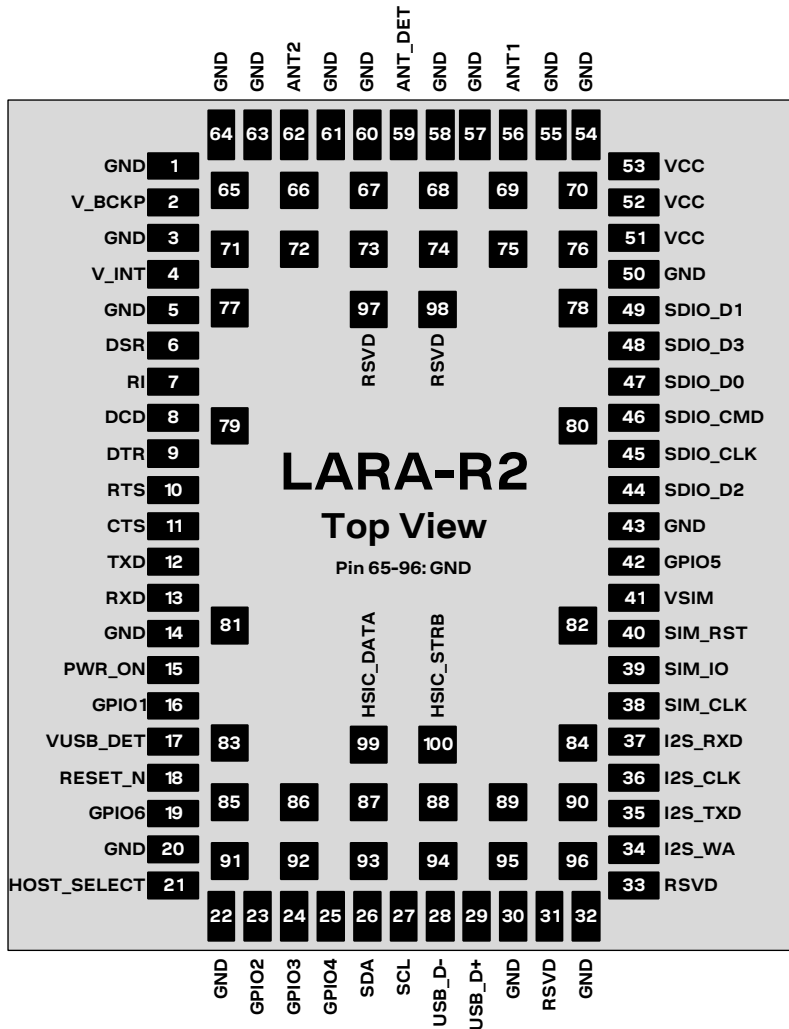 GND
GND
ANT2
GND
GND
ANT_DET
GND
GND
ANT1
GND
GND
64 63 62 61 60 59 58 57 56 55 54
GND 1
V_BCKP 2
GND 3
V_INT 4
GND 5
DSR 6
RI 7
DCD 8
DTR 9
RTS 10
CTS 11
TXD 12
RXD 13
GND 14
PWR_ON 15
GPIO1 16
VUSB_DET 17
RESET_N 18
GPIO6 19
GND 20
HOST_SELECT 21
65 66 67 68 69 70
71 72 73 74 75 76
77 97 98 78
RSVD
RSVD
79 80
LARA-R2
Top View
Pin 65-96: GND
81 82
HSIC_DATA
HSIC_STRB
83 99 100 84
85 86 87 88 89 90
91 92 93 94 95 96
53 VCC
52 VCC
51 VCC
50 GND
49 SDIO_D1
48 SDIO_D3
47 SDIO_D0
46 SDIO_CMD
45 SDIO_CLK
44 SDIO_D2
43 GND
42 GPIO5
41 VSIM
40 SIM_RST
39 SIM_IO
38 SIM_CLK
37 I2S_RXD
36 I2S_CLK
35 I2S_TXD
34 I2S_WA
33 RSVD
22 23 24 25 26 27 28 29 30 31 32
GND
GPIO2
GPIO3
GPIO4
SDA
SCL
USB_D-
USB_D+
GND
RSVD
GND